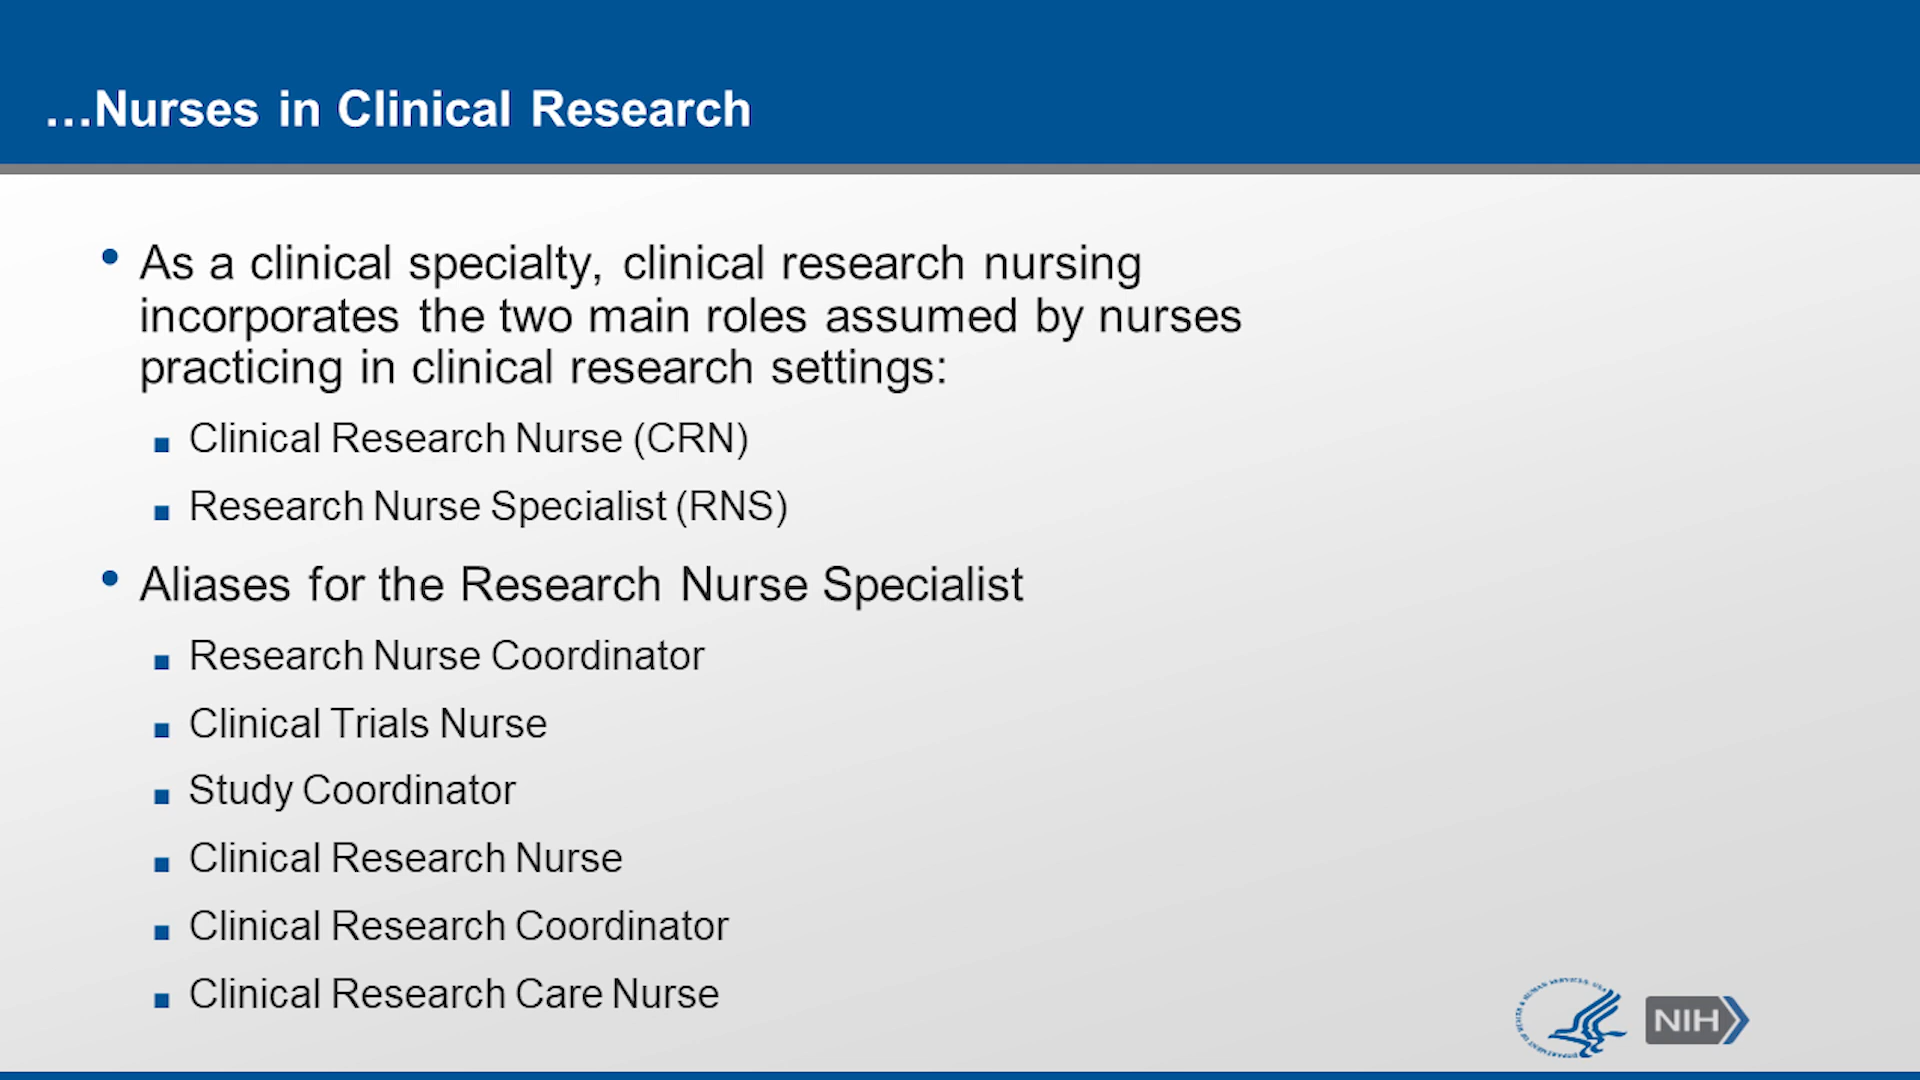 …Nurses in Clinical Research
• As a clinical specialty, clinical research nursing
incorporates the two main roles assumed by nurses
practicing in clinical research settings:
▪ Clinical Research Nurse (CRN)
▪ Research Nurse Specialist (RNS)
• Aliases for the Research Nurse Specialist
▪ Research Nurse Coordinator
▪ Clinical Trials Nurse
▪ Study Coordinator
▪ Clinical Research Nurse
▪ Clinical Research Coordinator
▪ Clinical Research Care Nurse
NIH